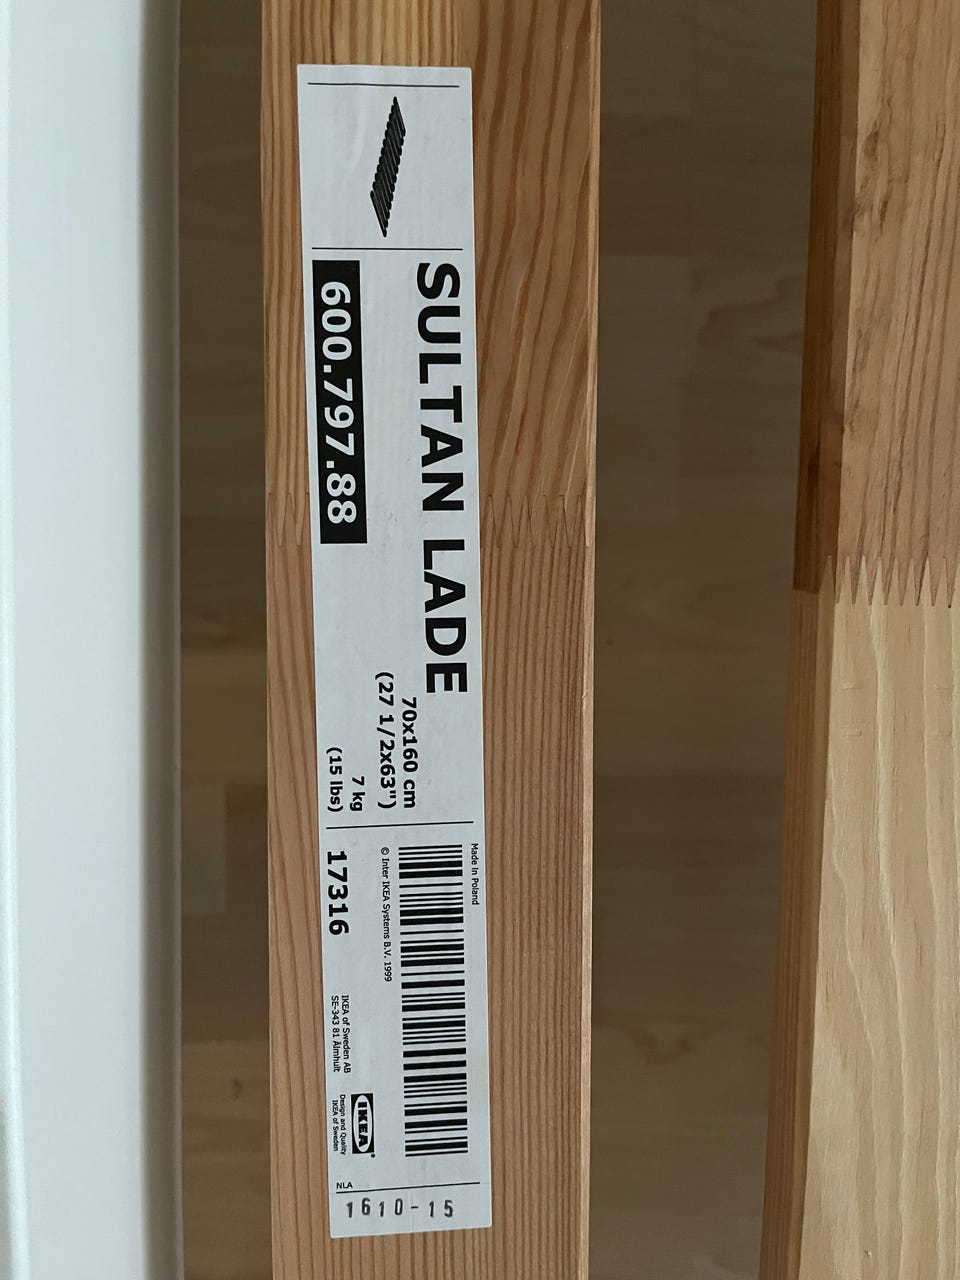 SULTAN LADE
600.797.88
70x160 cm
(27 1/2x63")
7 kg
(15 lbs)
Made in Poland
© Inter IKEA Systems B.V. 1999
17316
IKEA of Sweden AB
SE-343 81 Älmhult
IKEA®
Design and Quality
IKEA of Sweden
NLA
1610-15